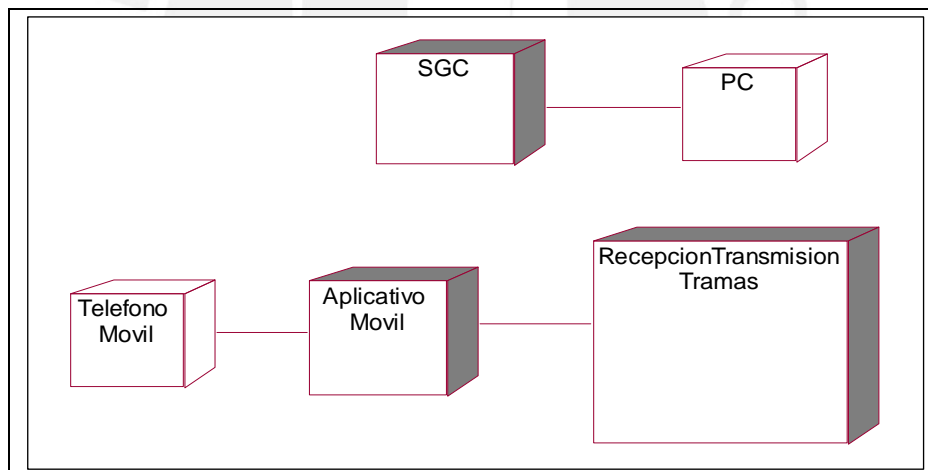 SGC
PC
RecepcionTransmision
Tramas
Aplicativo
Movil
Telefono
Movil